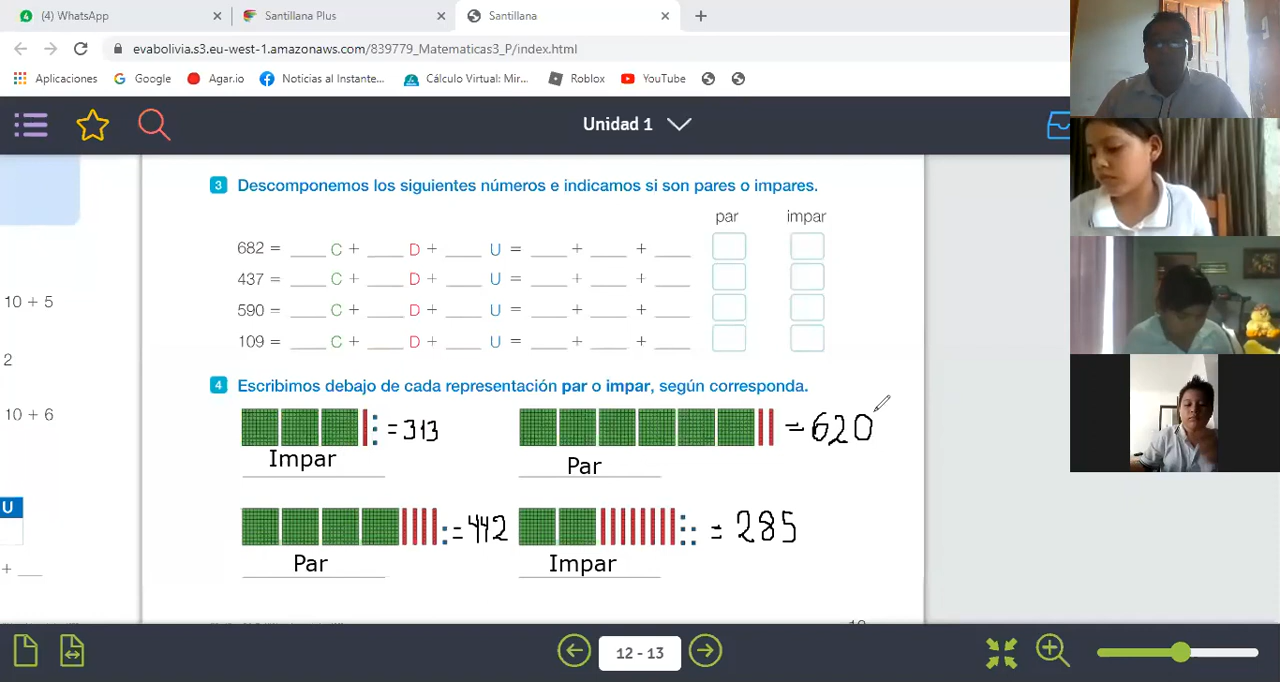 (4) WhatsApp
Santillana Plus
Santillana
evabolivia.s3.eu-west-1.amazonaws.com/839779_Matematicas3_P/index.html
Aplicaciones Google Agar.io Noticias al Instante... Cálculo Virtual: Mir... Roblox YouTube
Unidad 1
10 + 5
2
10 + 6
U
+ __
3 Descomponemos los siguientes números e indicamos si son pares o impares.
par impar
682 = ____ C + ____ D + ____ U = ____ + ____ + ____
437 = ____ C + ____ D + ____ U = ____ + ____ + ____
590 = ____ C + ____ D + ____ U = ____ + ____ + ____
109 = ____ C + ____ D + ____ U = ____ + ____ + ____
4 Escribimos debajo de cada representación par o impar, según corresponda.
= 313 = 620
Impar Par
= 442 = 285
Par Impar
12 - 13